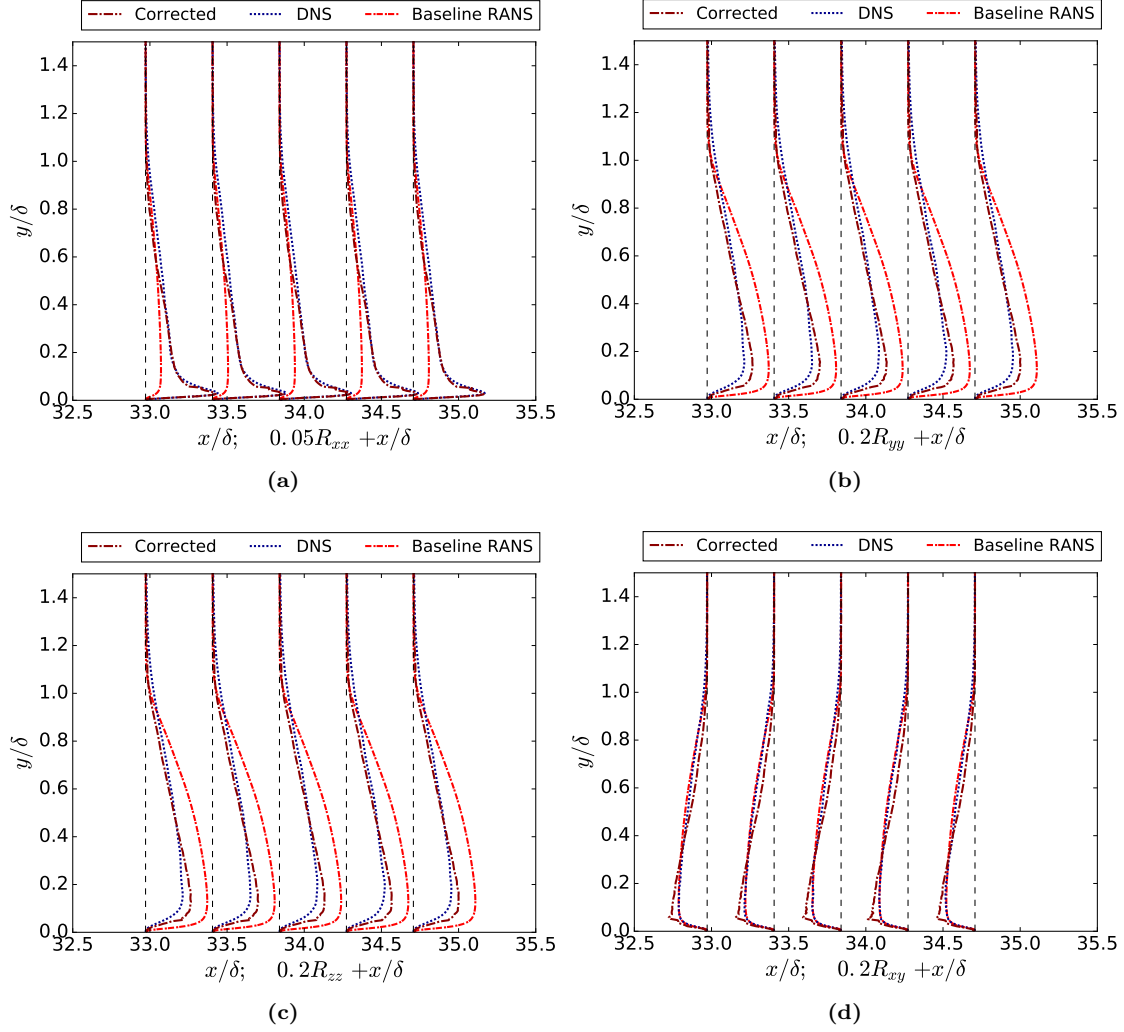 Corrected DNS Baseline RANS
1.4
1.2
1.0
0.8
0.6
0.4
0.2
0.0
y/δ
32.5 33.0 33.5 34.0 34.5 35.0 35.5
x/δ; 0.05R_xx +x/δ
(a)
Corrected DNS Baseline RANS
1.4
1.2
1.0
0.8
0.6
0.4
0.2
0.0
y/δ
32.5 33.0 33.5 34.0 34.5 35.0 35.5
x/δ; 0.2R_yy +x/δ
(b)
Corrected DNS Baseline RANS
1.4
1.2
1.0
0.8
0.6
0.4
0.2
0.0
y/δ
32.5 33.0 33.5 34.0 34.5 35.0 35.5
x/δ; 0.2R_zz +x/δ
(c)
Corrected DNS Baseline RANS
1.4
1.2
1.0
0.8
0.6
0.4
0.2
0.0
y/δ
32.5 33.0 33.5 34.0 34.5 35.0 35.5
x/δ; 0.2R_xy +x/δ
(d)